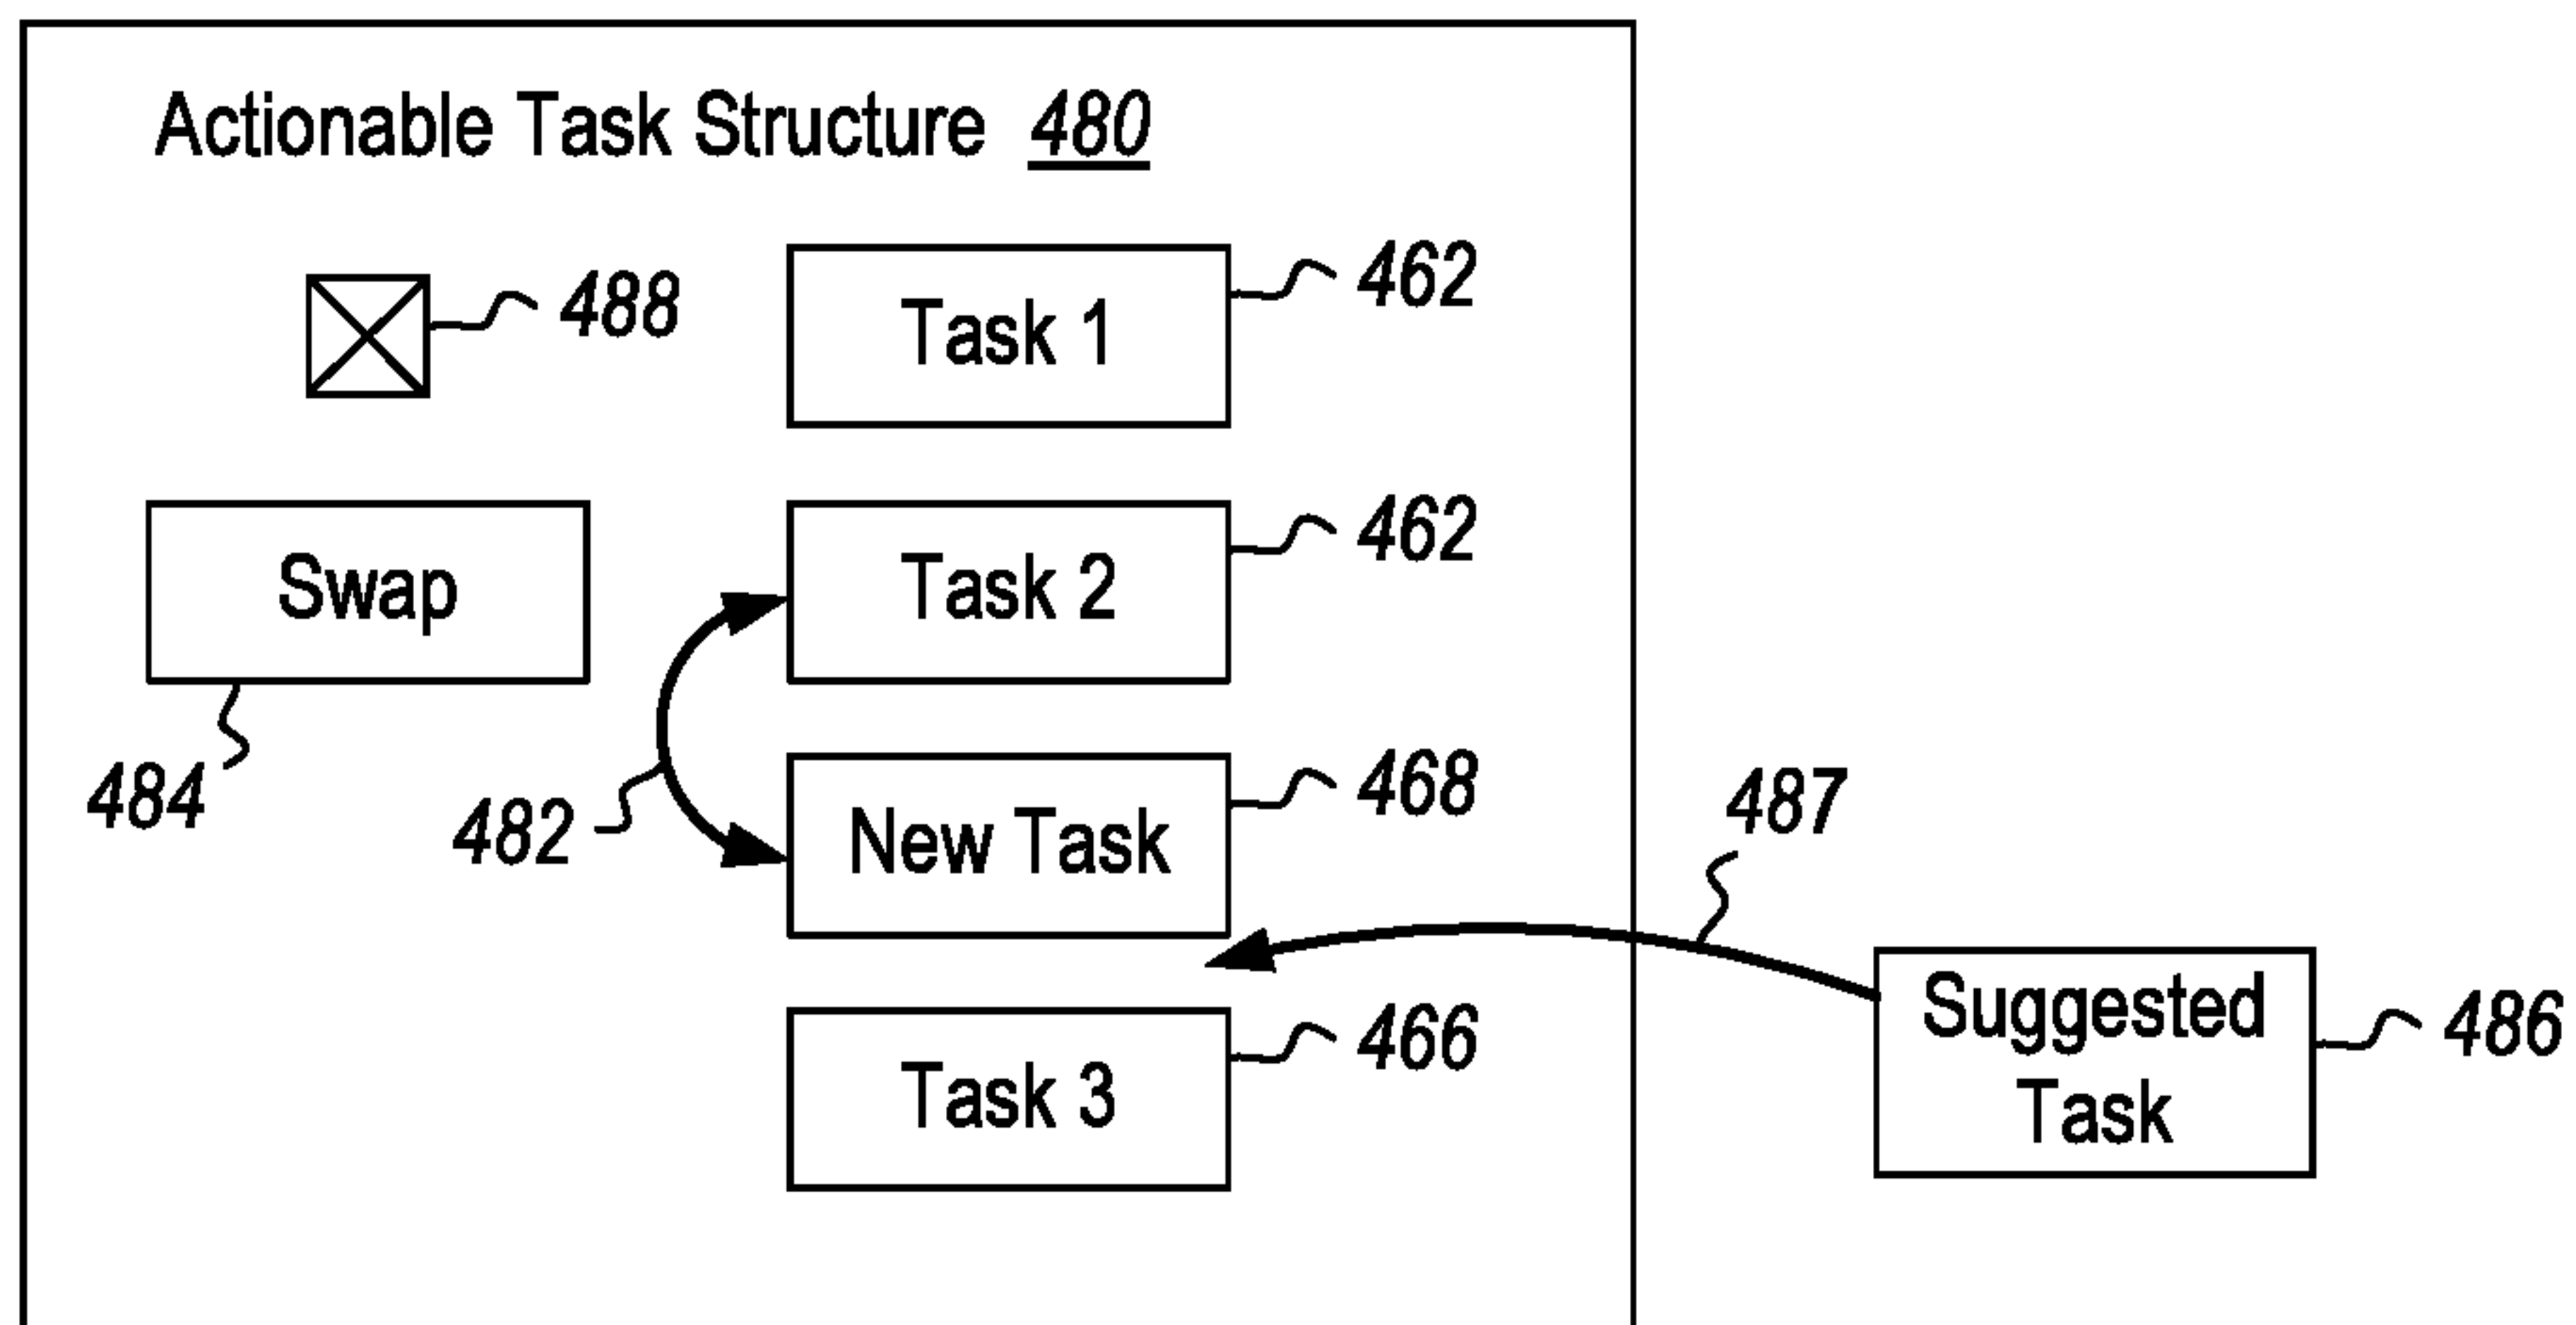 Actionable Task Structure 480
488
Task 1
462
Swap
484
Task 2
462
482
New Task
468
487
Task 3
466
Suggested
Task
486